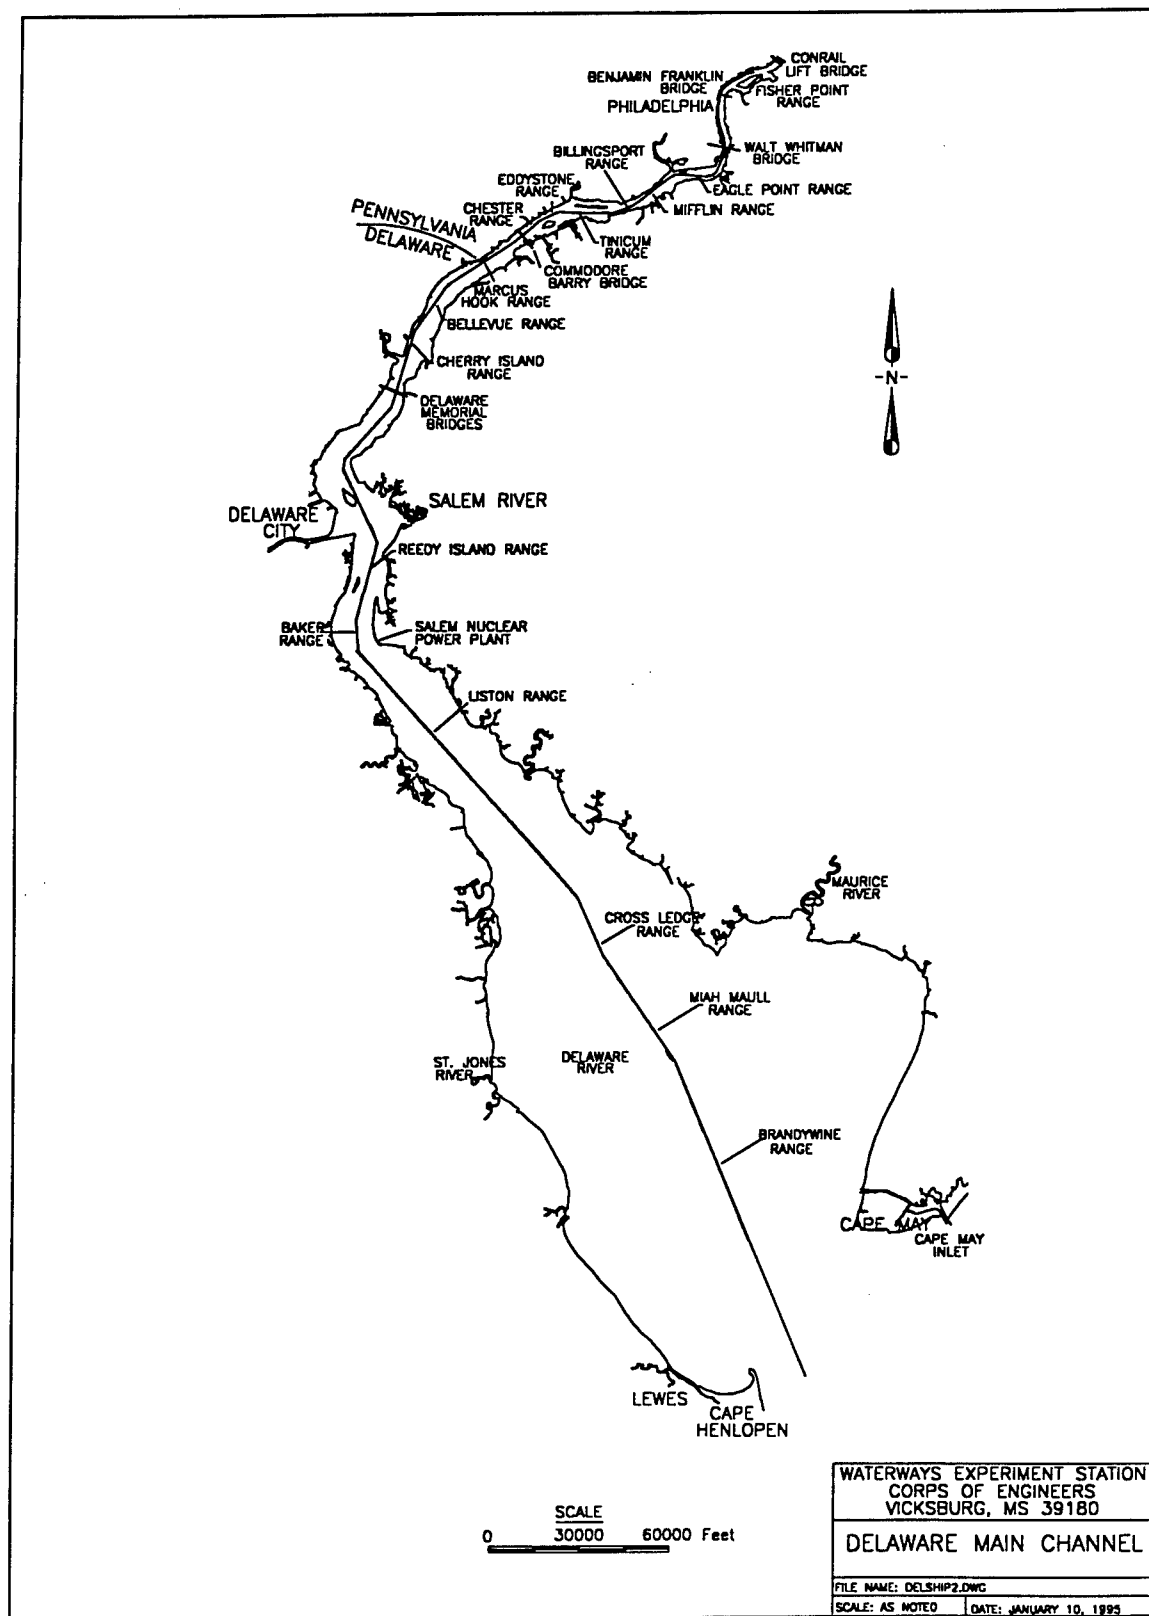 CONRAIL
LIFT BRIDGE
BENJAMIN FRANKLIN
BRIDGE
FISHER POINT
RANGE
PHILADELPHIA
WALT WHITMAN
BRIDGE
BILLINGSPORT
RANGE
EAGLE POINT RANGE
EDDYSTONE
RANGE
MIFFLIN RANGE
CHESTER
RANGE
PENNSYLVANIA
DELAWARE
TINICUM
RANGE
COMMODORE
BARRY BRIDGE
MARCUS
HOOK RANGE
BELLEVUE RANGE
CHERRY ISLAND
RANGE
-N-
DELAWARE
MEMORIAL
BRIDGES
SALEM RIVER
DELAWARE
CITY
REEDY ISLAND RANGE
BAKER
RANGE
SALEM NUCLEAR
POWER PLANT
LISTON RANGE
MAURICE
RIVER
CROSS LEDGE
RANGE
MIAH MAULL
RANGE
DELAWARE
RIVER
ST. JONES
RIVER
BRANDYWINE
RANGE
CAPE MAY
CAPE MAY
INLET
LEWES
CAPE
HENLOPEN
SCALE
0 30000 60000 Feet
WATERWAYS EXPERIMENT STATION
CORPS OF ENGINEERS
VICKSBURG, MS 39180
DELAWARE MAIN CHANNEL
FILE NAME: DELSHIP2.DWG
SCALE: AS NOTED
DATE: JANUARY 10, 1995